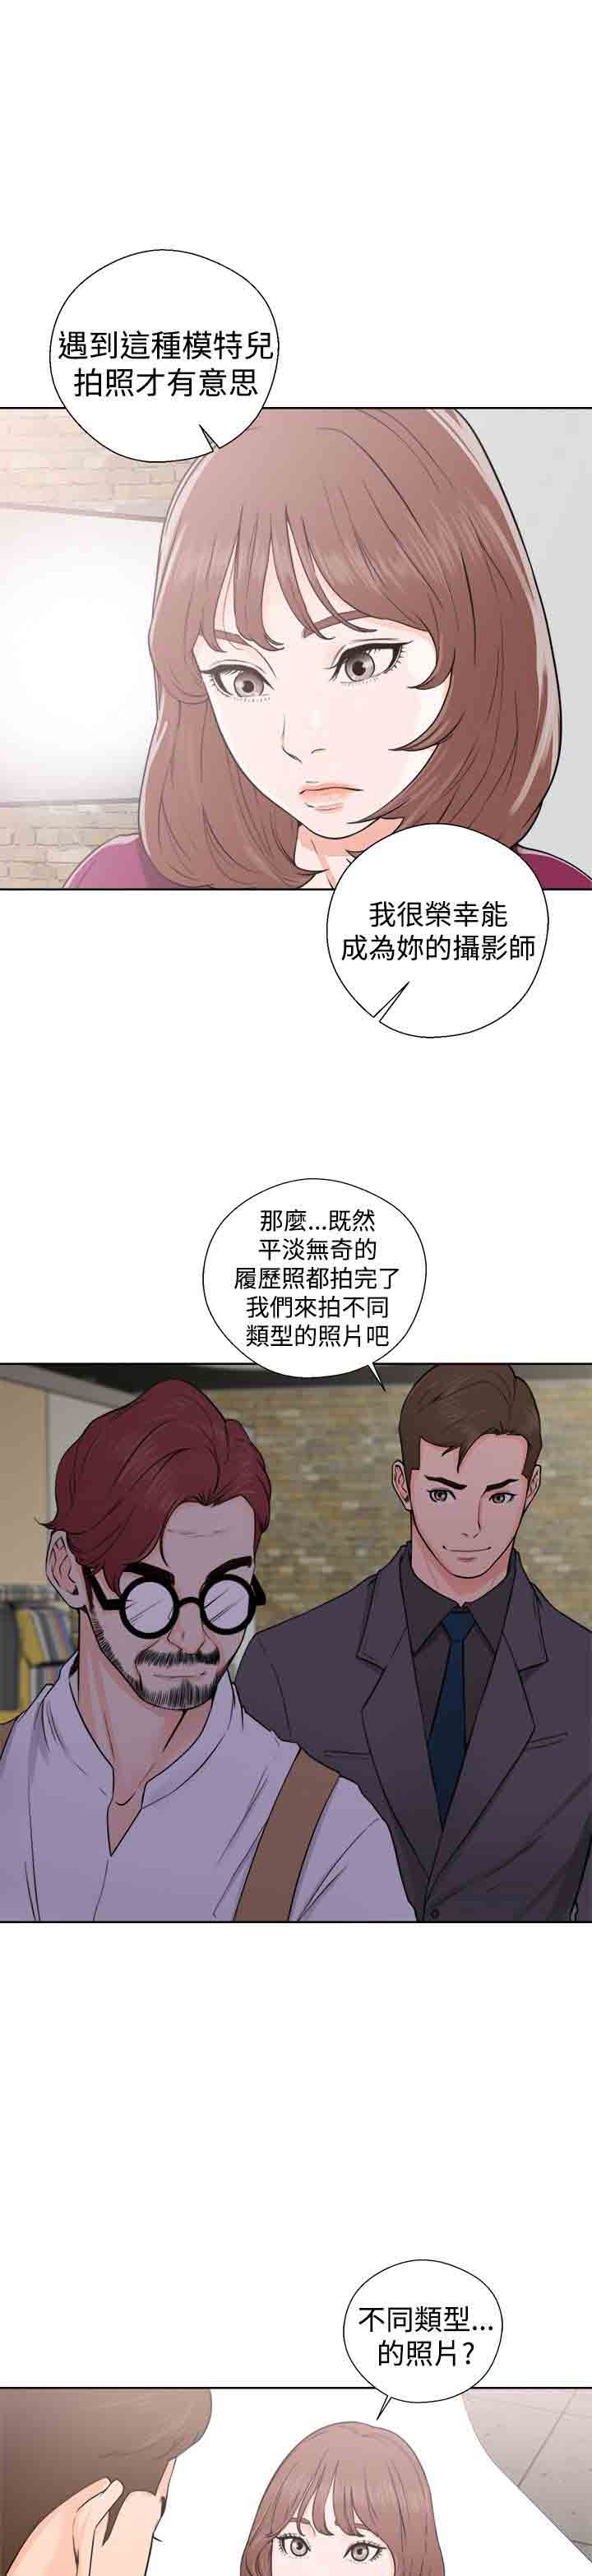 遇到這種模特兒
拍照才有意思
我很榮幸能
成為妳的攝影師
那麼...既然
平淡無奇的
履歷照都拍完了
我們來拍不同
類型的照片吧
不同類型...
的照片?